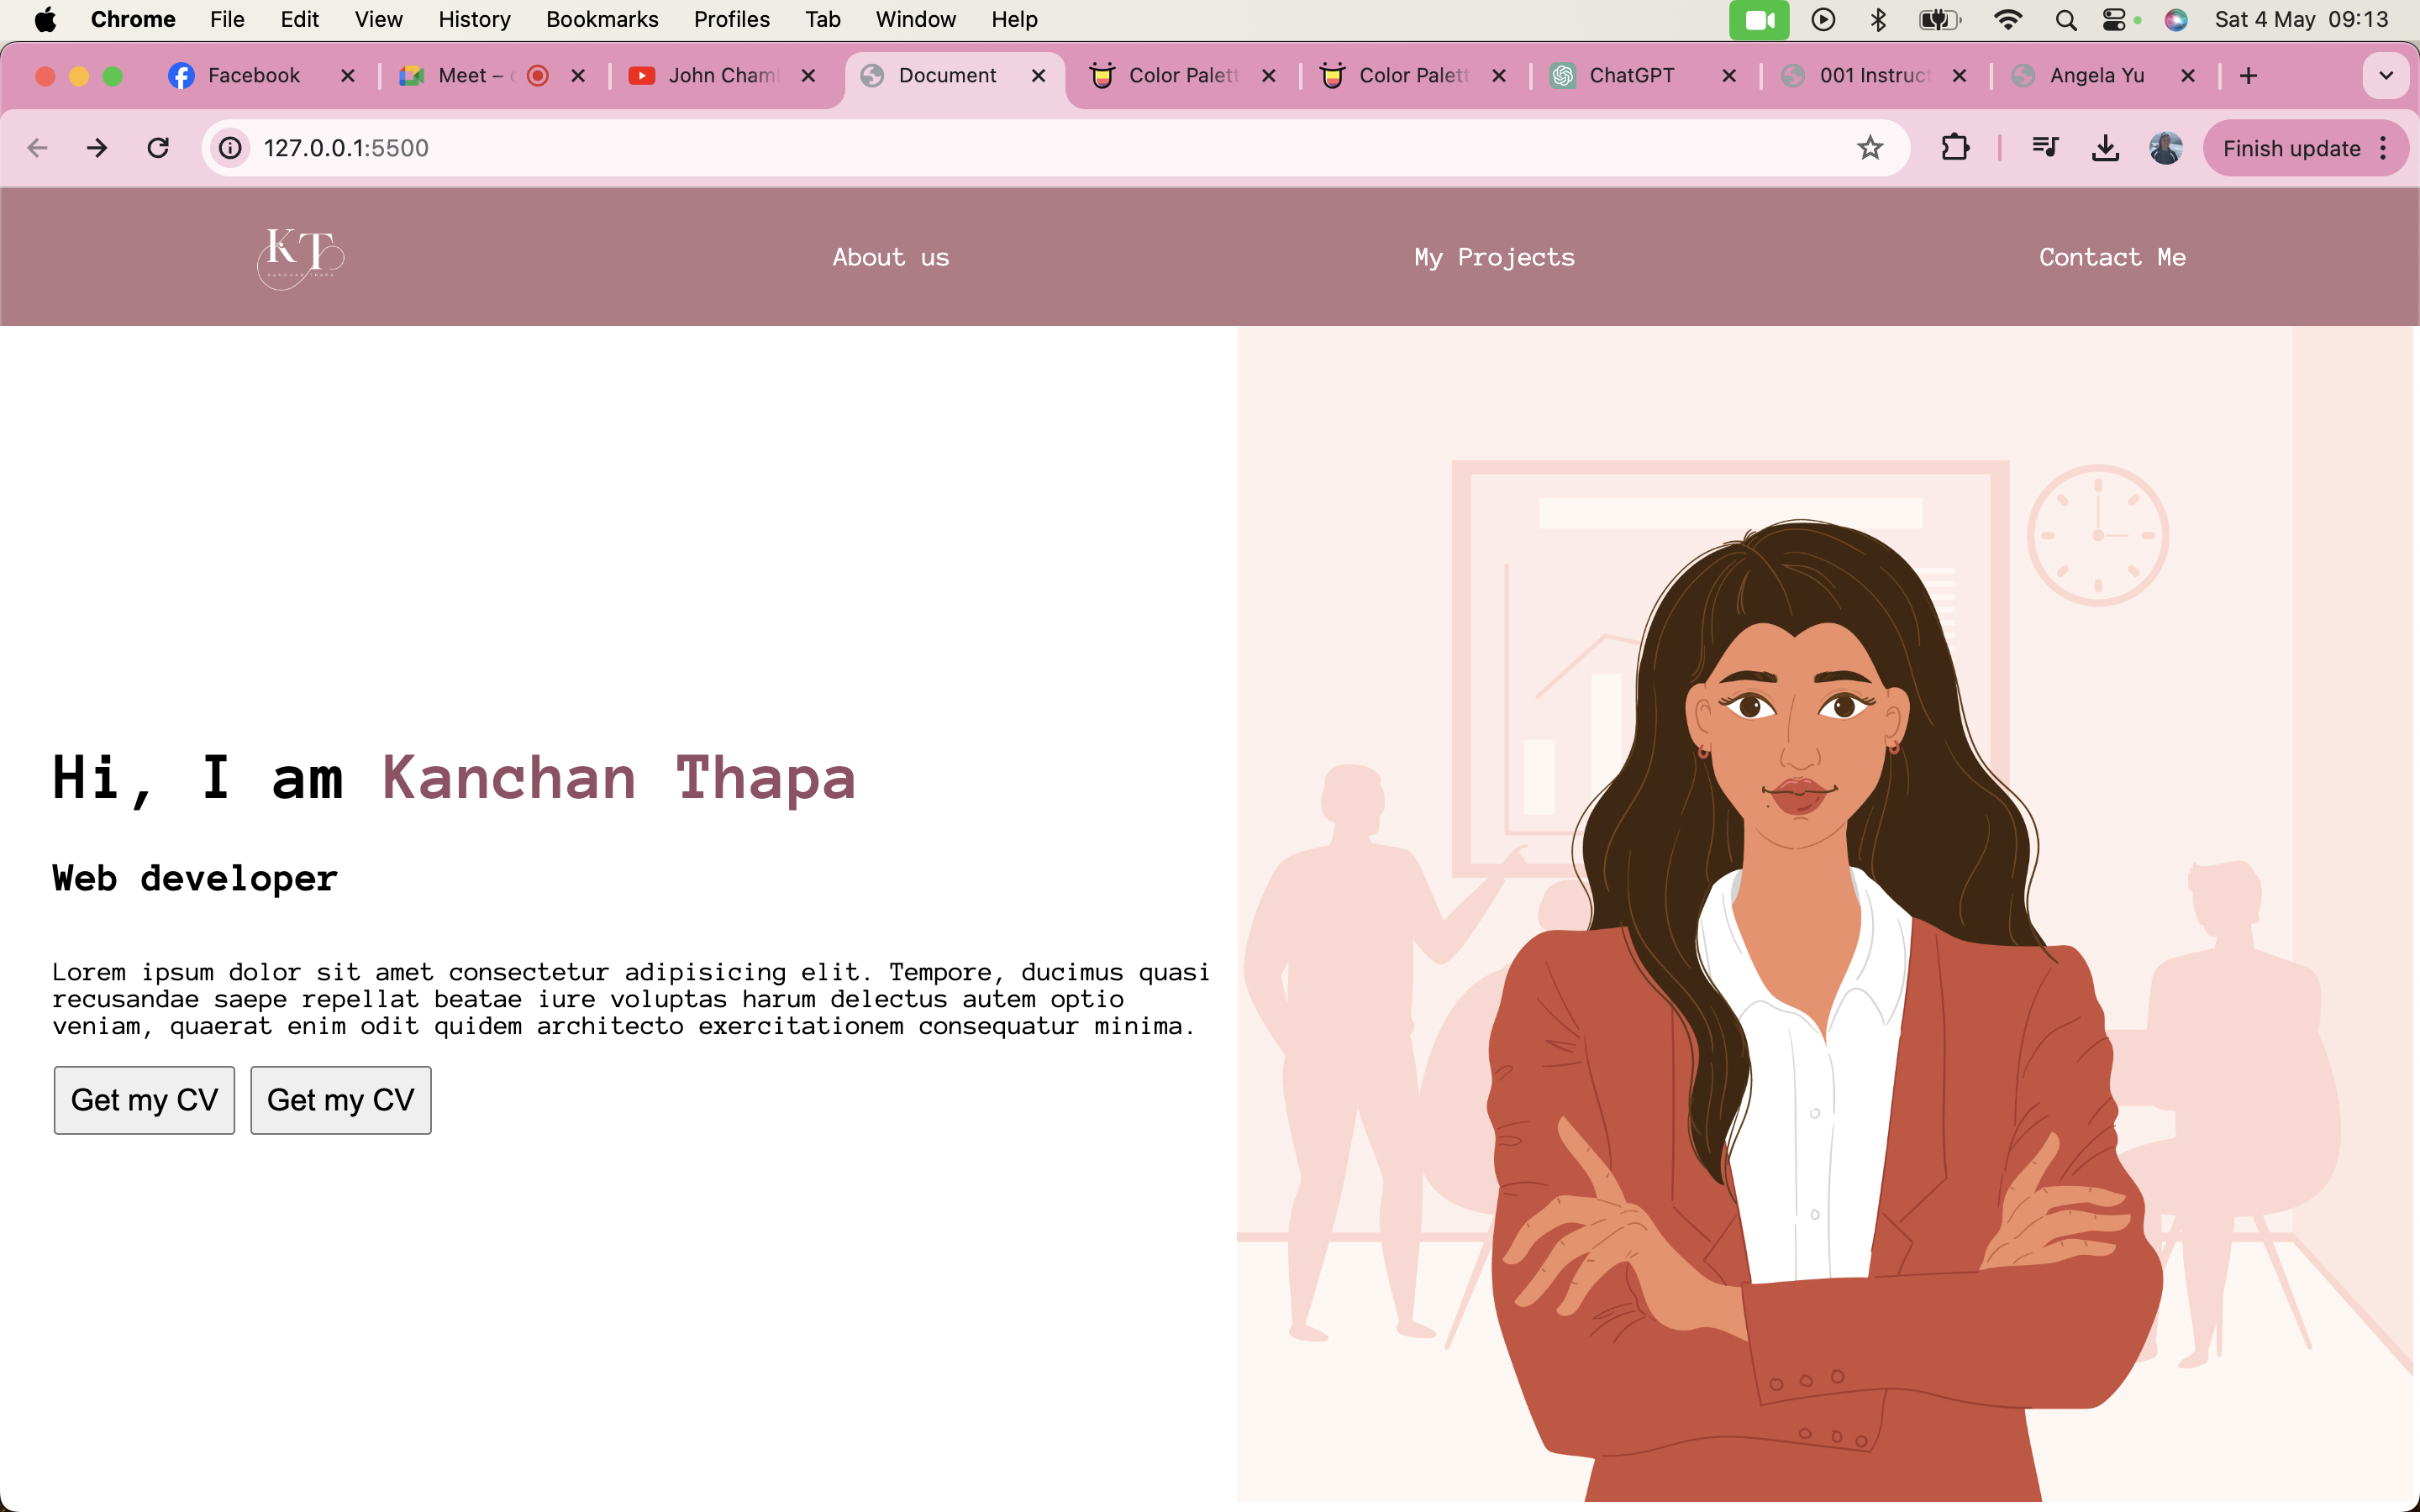 Chrome File Edit View History Bookmarks Profiles Tab Window Help Sat 4 May 09:13
Facebook Meet – John Cham Document Color Palett Color Palett ChatGPT 001 Instruct Angela Yu
127.0.0.1:5500 Finish update
KT About us My Projects Contact Me
KANCHAN THAPA
Hi, I am Kanchan Thapa
Web developer
Lorem ipsum dolor sit amet consectetur adipisicing elit. Tempore, ducimus quasi
recusandae saepe repellat beatae iure voluptas harum delectus autem optio
veniam, quaerat enim odit quidem architecto exercitationem consequatur minima.
Get my CV Get my CV